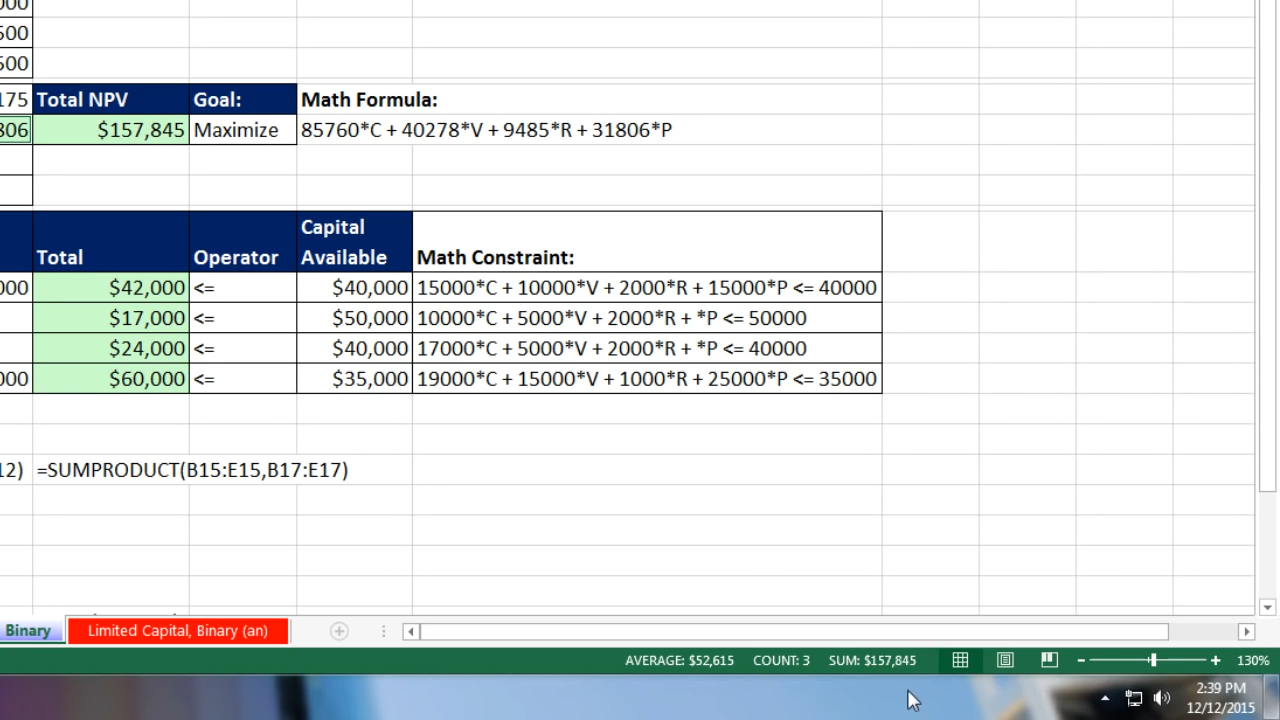 000
500
500
175 Total NPV Goal: Math Formula:
806 $157,845 Maximize 85760*C + 40278*V + 9485*R + 31806*P
Capital
Total Operator Available Math Constraint:
000 $42,000 <= $40,000 15000*C + 10000*V + 2000*R + 15000*P <= 40000
$17,000 <= $50,000 10000*C + 5000*V + 2000*R + *P <= 50000
$24,000 <= $40,000 17000*C + 5000*V + 2000*R + *P <= 40000
000 $60,000 <= $35,000 19000*C + 15000*V + 1000*R + 25000*P <= 35000
12) =SUMPRODUCT(B15:E15,B17:E17)
Binary Limited Capital, Binary (an)
AVERAGE: $52,615 COUNT: 3 SUM: $157,845 130%
2:39 PM
12/12/2015